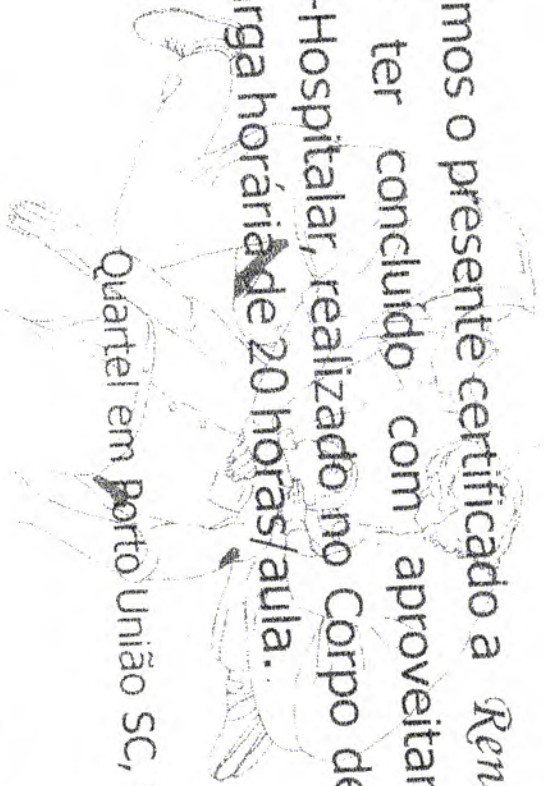 mos o presente certificado a Ren
ter concluído com aproveitar
-Hospitalar, realizado no Corpo de
rga horária de 20 horas/aula.
Quartel em Porto União SC,